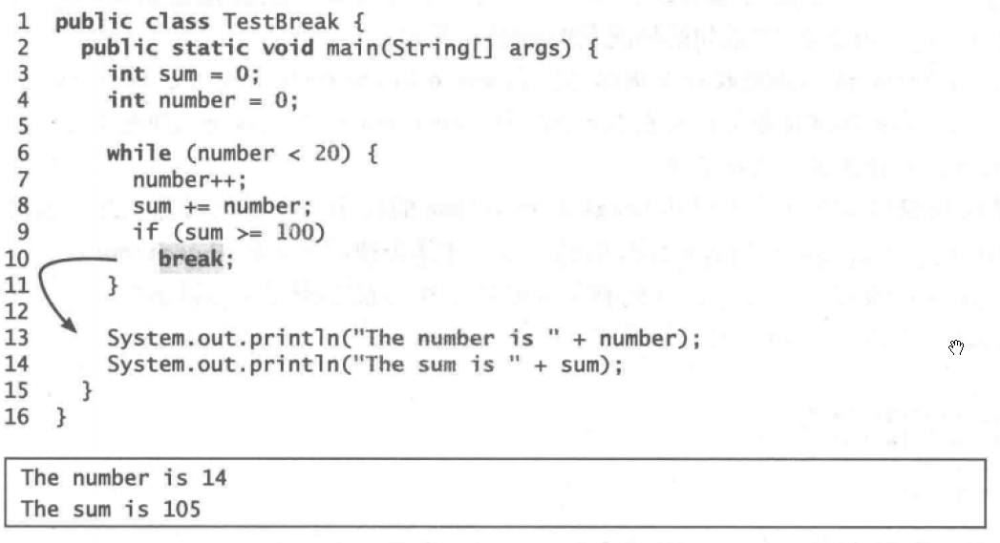 1 public class TestBreak {
2 public static void main(String[] args) {
3 int sum = 0;
4 int number = 0;
5
6 while (number < 20) {
7 number++;
8 sum += number;
9 if (sum >= 100)
10 break;
11 }
12
13 System.out.println("The number is " + number);
14 System.out.println("The sum is " + sum);
15 }
16 }
The number is 14
The sum is 105